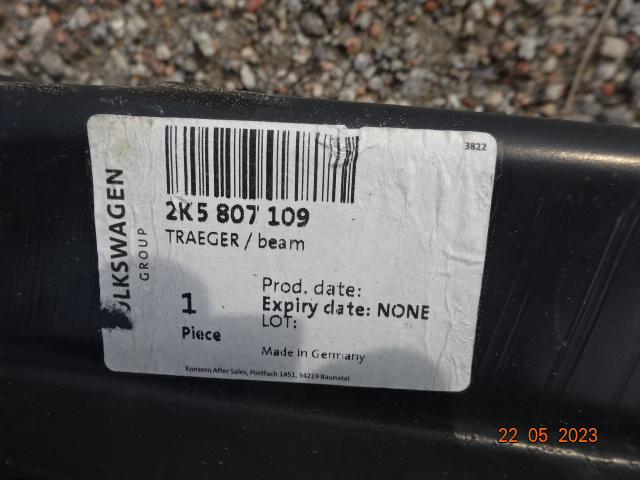 3822
OLKSWAGEN
GROUP
2K5 807 109
TRAEGER / beam
1
Piece
Prod. date:
Expiry date: NONE
LOT:
Made in Germany
Konzern After Sales, Postfach 1451, 34219 Baunatal
22 05 2023